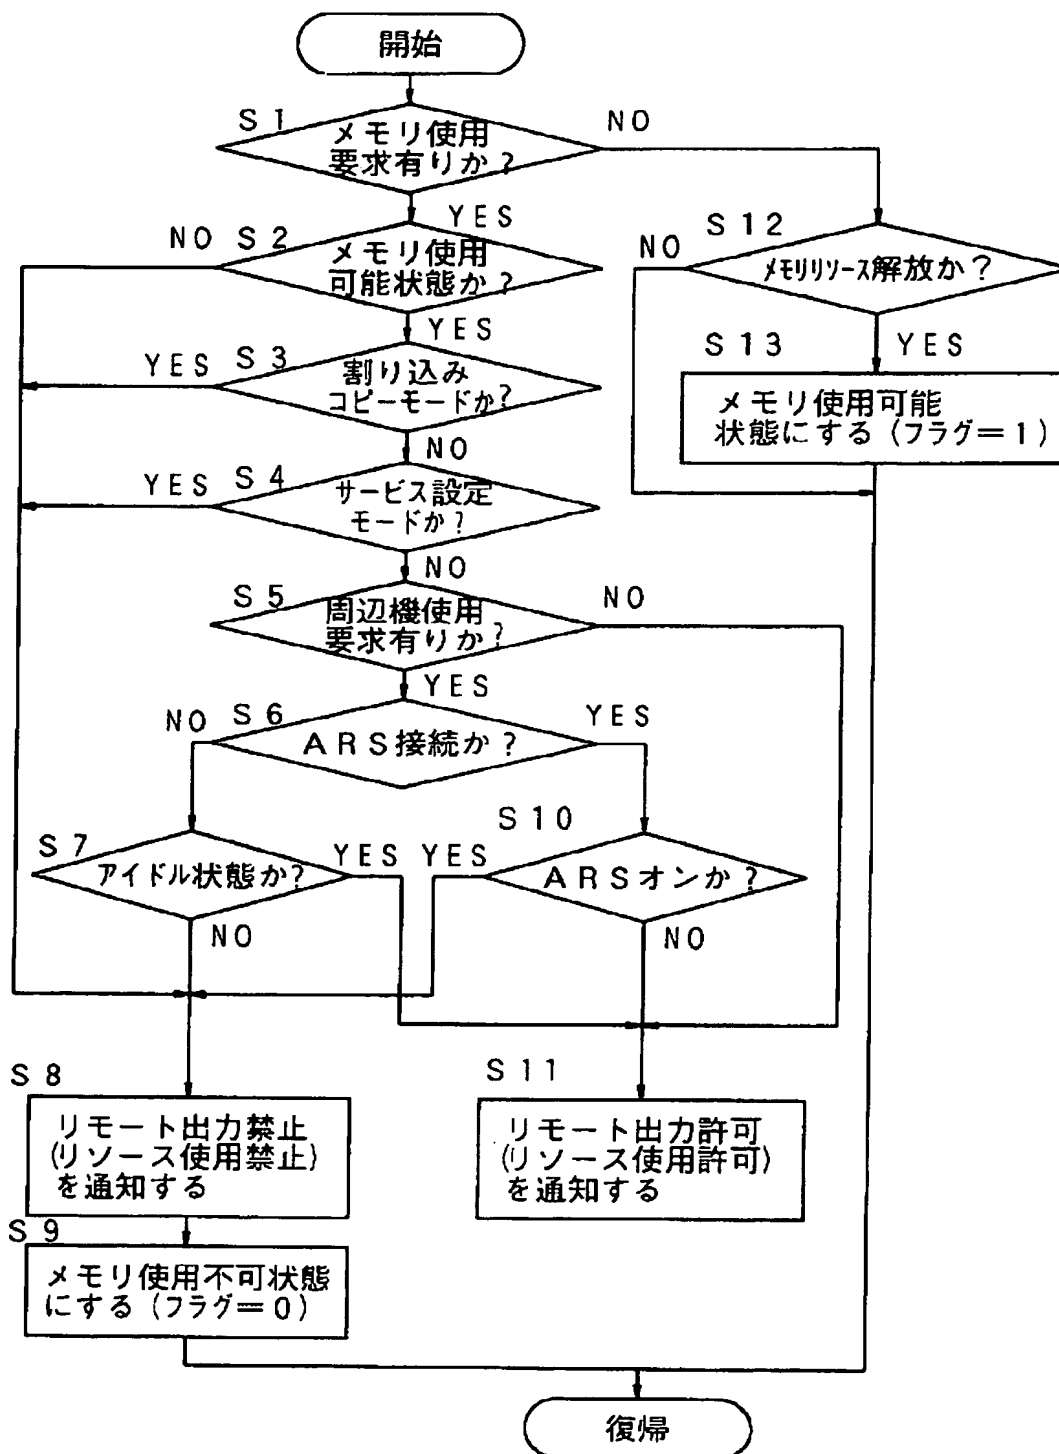 開始
S1
メモリ使用
要求有りか?
NO
YES
NO
S2
メモリ使用
可能状態か?
YES
S12
NO
メモリリソース解放か?
YES
S13
メモリ使用可能
状態にする(フラグ=1)
YES
S3
割り込み
コピーモードか?
NO
YES
S4
サービス設定
モードか?
NO
S5
周辺機使用
要求有りか?
NO
YES
NO
S6
ARS接続か?
YES
S7
アイドル状態か?
YES
NO
S10
YES
ARSオンか?
NO
S8
リモート出力禁止
(リソース使用禁止)
を通知する
S11
リモート出力許可
(リソース使用許可)
を通知する
S9
メモリ使用不可状態
にする(フラグ=0)
復帰